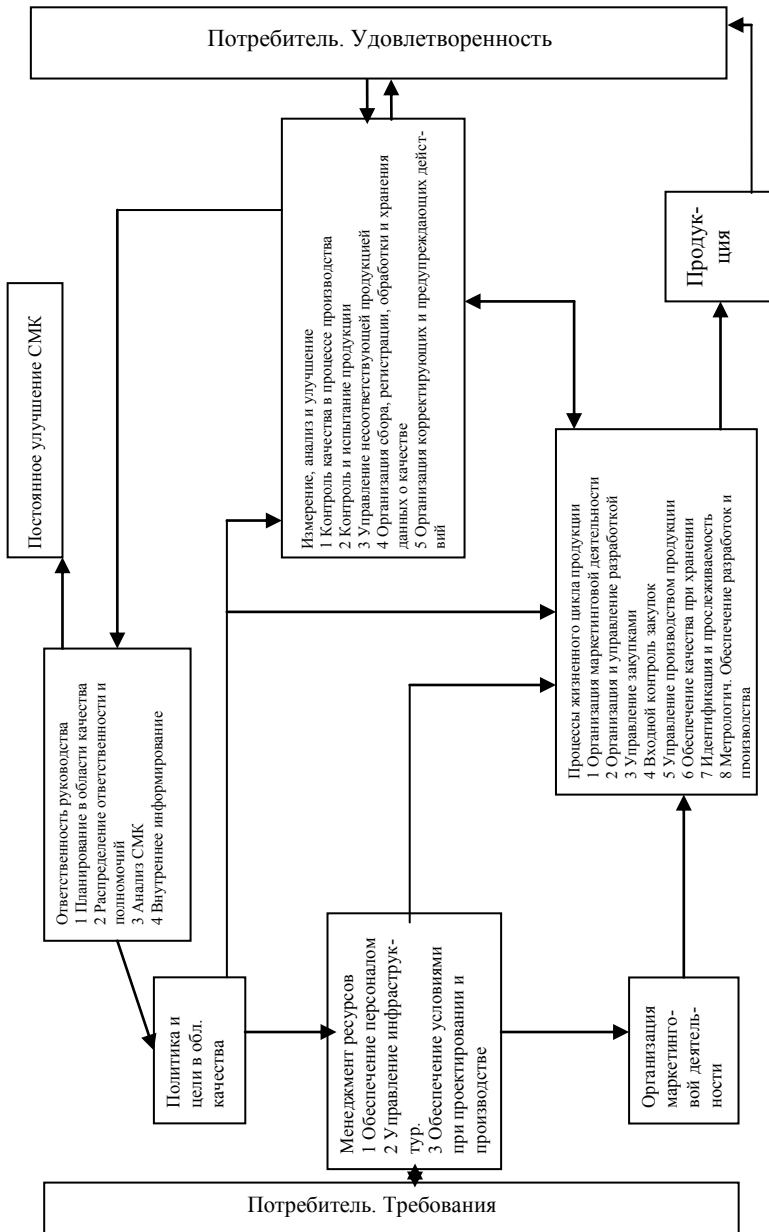 Потребитель. Удовлетворенность
Постоянное улучшение СМК
Измерение, анализ и улучшение
1 Контроль качества в процессе производства
2 Контроль и испытание продукции
3 Управление несоответствующей продукцией
4 Организация сбора, регистрации, обработки и хранения
данных о качестве
5 Организация корректирующих и предупреждающих дейст-
вий
Продук-
ция
Ответственность руководства
1 Планирование в области качества
2 Распределение ответственности и
полномочий
3 Анализ СМК
4 Внутреннее информирование
Процессы жизненного цикла продукции
1 Организация маркетинговой деятельности
2 Организация и управление разработкой
3 Управление закупками
4 Входной контроль закупок
5 Управление производством продукции
6 Обеспечение качества при хранении
7 Идентификация и прослеживаемость
8 Метрологич. Обеспечение разработок и
производства
Политика и
цели в обл.
качества
Менеджмент ресурсов
1 Обеспечение персоналом
2 Управление инфраструк-
тур.
3 Обеспечение условиями
при проектировании и
производстве
Организация
маркетинго-
вой деятель-
ности
Потребитель. Требования